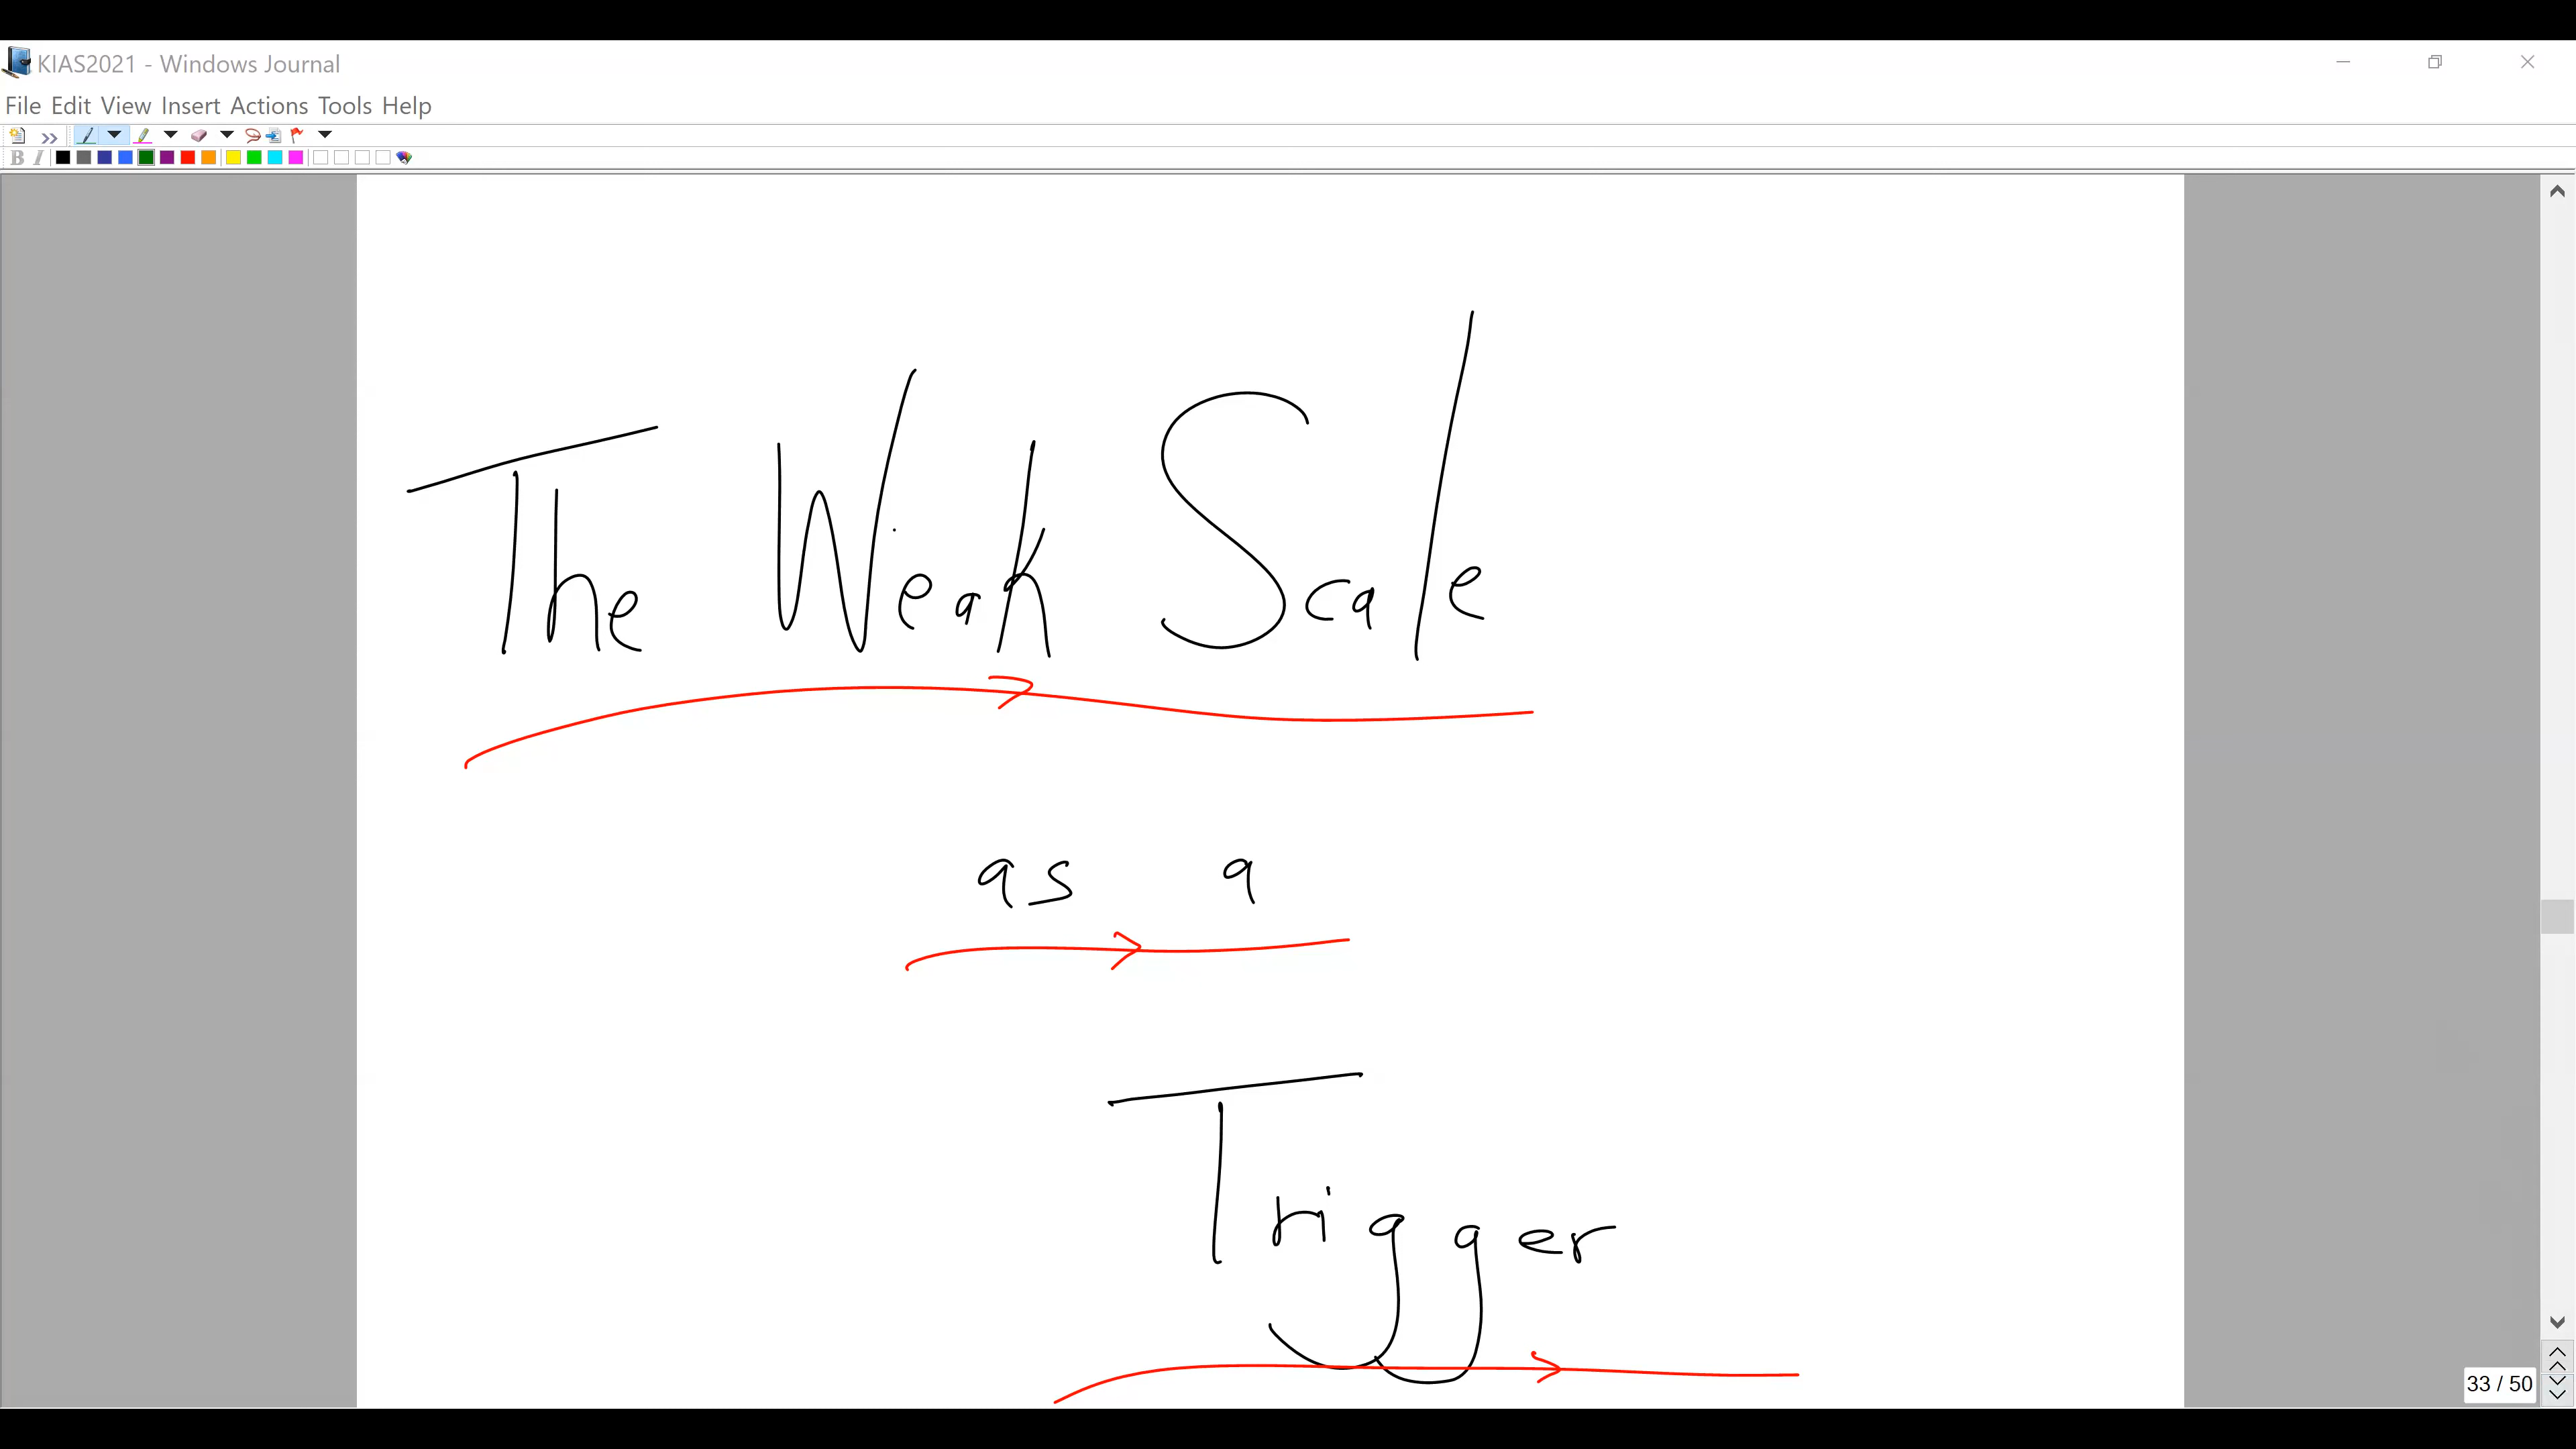 KIAS2021 - Windows Journal
File Edit View Insert Actions Tools Help
B I
The Weak Scale
as a
Trigger
33 / 50